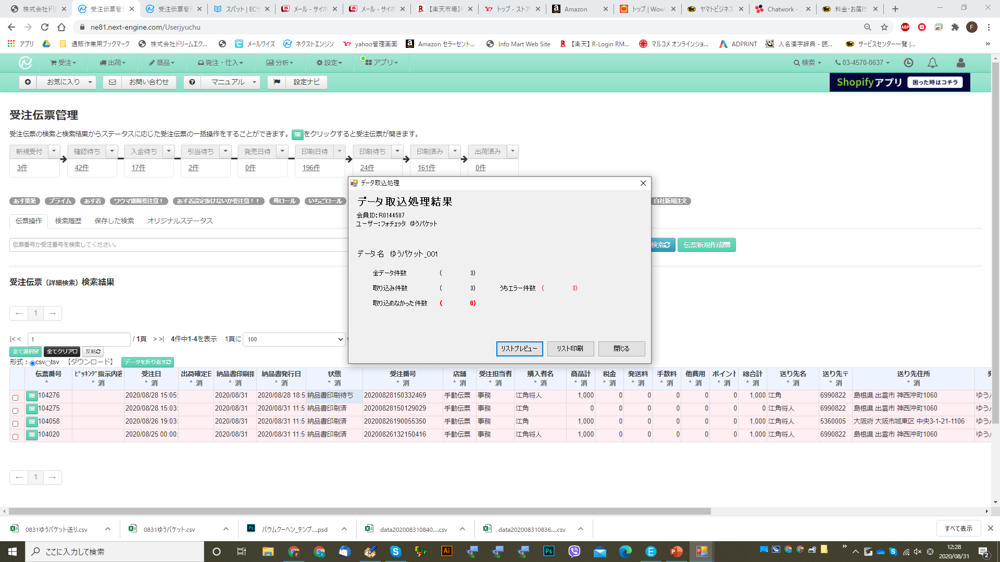 株式会社ドリ
受注伝票管理
受注伝票管理
スパット | ECサ
メール - サイボ
メール - サイボ
【楽天市場】
トップ - ストア
Amazon
トップ | Wow!
ヤマトビジネス
Chatwork -
料金・お届け
ne81.next-engine.com/Userjyuchu
アプリ
通販作業用ブックマーク
株式会社ドリームエク...
メールワイズ
ネクストエンジン
yahoo管理画面
Amazon セラーセント...
Info Mart Web Site
【楽天】R-Login RM...
マルコメ オンラインショ...
ADPRINT
人名漢字辞典 - 読...
サービスセンター一覧 |...
受注
出荷
商品
発注・仕入
分析
設定
アプリ
検索
03-4570-0637
お気に入り
お問い合わせ
マニュアル
設定ナビ
Shopifyアプリ 困った時はコチラ
受注伝票管理
受注伝票の検索と検索結果からステータスに応じた受注伝票の一括操作をすることができます。 をクリックすると受注伝票が開きます。
新規受付 確認待ち 入金待ち 引当待ち 発売日待 印刷日待 印刷待ち 印刷済み 出荷済み
3件 42件 17件 2件 0件 196件 24件 161件 0件
あす楽系 プライム あす着 ワウマ期限要注意！ あす着設定抜けないか要注意！！ 苺ロール いちごロール 自社新規注文
伝票操作 検索履歴 保存した検索 オリジナルステータス
伝票番号か受注番号を検索してください。
検索
伝票新規作成
受注伝票（詳細検索）検索結果
← 1 →
|< < 1 / 1頁 > >| 4件中1-4を表示 1頁に 100
全て選択 全てクリア 反転
形式： csv tsv 【ダウンロード】 データを折り返す
伝票番号 ピッキング指示内容 受注日 出荷確定日 納品書印刷指 納品書発行日 状態 受注番号 店舗 受注担当者 購入者名 商品計 税金 発送料 手数料 他費用 ポイント 総合計 送り先名 送り先〒 送り先住所
* * 消 * 消 * 消 * 消 * 消 * 消 * 消 * 消 * 消 * 消 * 消 * 消 * 消 * 消 * 消 * 消 * 消 * 消 * 消 * 消
104276 2020/08/28 15:05: 2020/08/31 2020/08/28 18:5 納品書印刷待ち 20200828150332469 手動伝票 事務 江角将人 1,000 0 0 0 0 0 1,000 江角 6990822 島根県 出雲市 神西沖町1060 ゆう
104275 2020/08/28 15:03: 2020/08/31 2020/08/31 11:5 納品書印刷済 20200828150129029 手動伝票 事務 江角 0 0 0 0 0 0 0 江角将人 6990822 島根県 出雲市 神西沖町1060 ゆう
104058 2020/08/26 19:03: 2020/08/31 2020/08/31 11:5 納品書印刷済 20200826190055350 手動伝票 事務 江角 1,000 0 0 0 0 0 1,000 江角将人 5360005 大阪府 大阪市城東区 中央3-1-21-1106 ゆう
104020 2020/08/25 00:00: 2020/08/31 2020/08/31 11:5 納品書印刷済 20200826132150416 手動伝票 事務 江角将人 1,000 0 0 0 0 0 1,000 江角将人 6990822 島根県 出雲市 神西沖町1060 ゆう
← 1 →
データ取込処理
データ取込処理結果
会員ID：R0144587
ユーザー：フォチェッタ ゆうパケット
データ名 ゆうパケット_001
全データ件数 ( 3)
取り込み件数 ( 3) うちエラー件数 ( 3)
取り込めなかった件数 ( 0)
リストプレビュー
リスト印刷
閉じる
0831ゆうパケット送り.csv
0831ゆうパケット.csv
バウムクーヘン_テンプ....psd
data202008310840....csv
data202008310836....csv
すべて表示
ここに入力して検索
12:28
2020/08/31
2